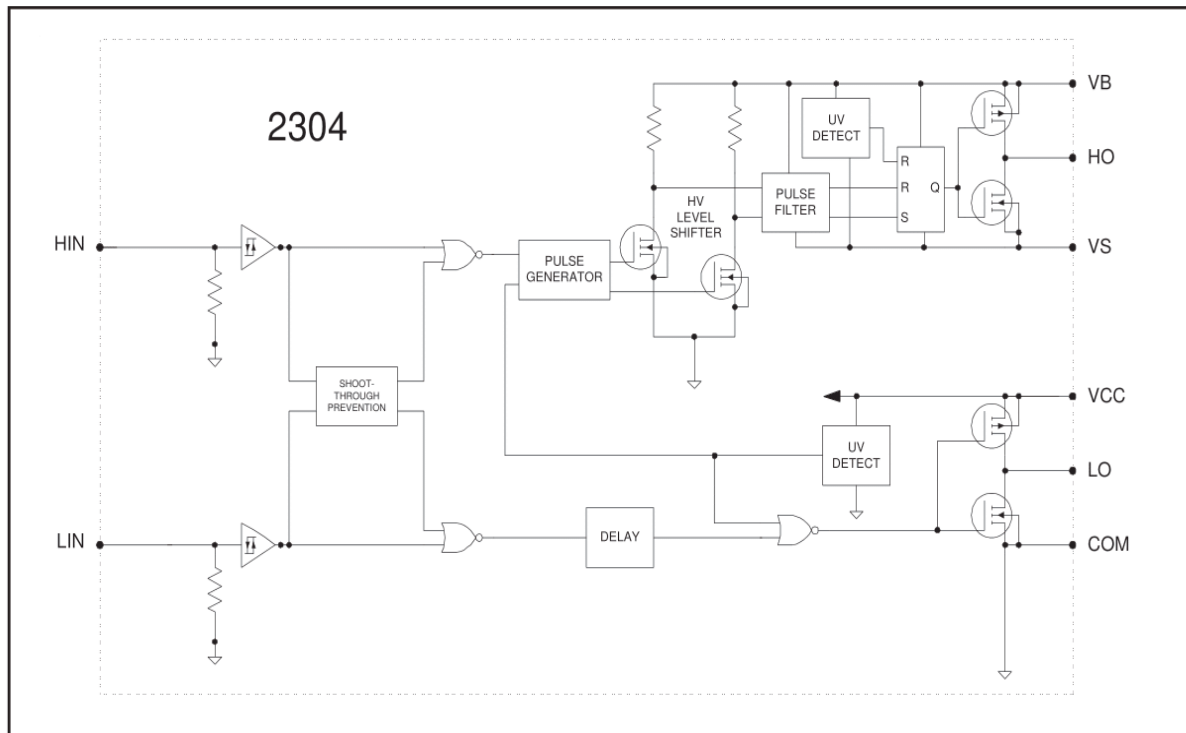 2304
VB
UV
DETECT
R
R
Q
S
HO
PULSE
FILTER
HV
LEVEL
SHIFTER
HIN
PULSE
GENERATOR
VS
SHOOT-
THROUGH
PREVENTION
VCC
UV
DETECT
LO
LIN
DELAY
COM